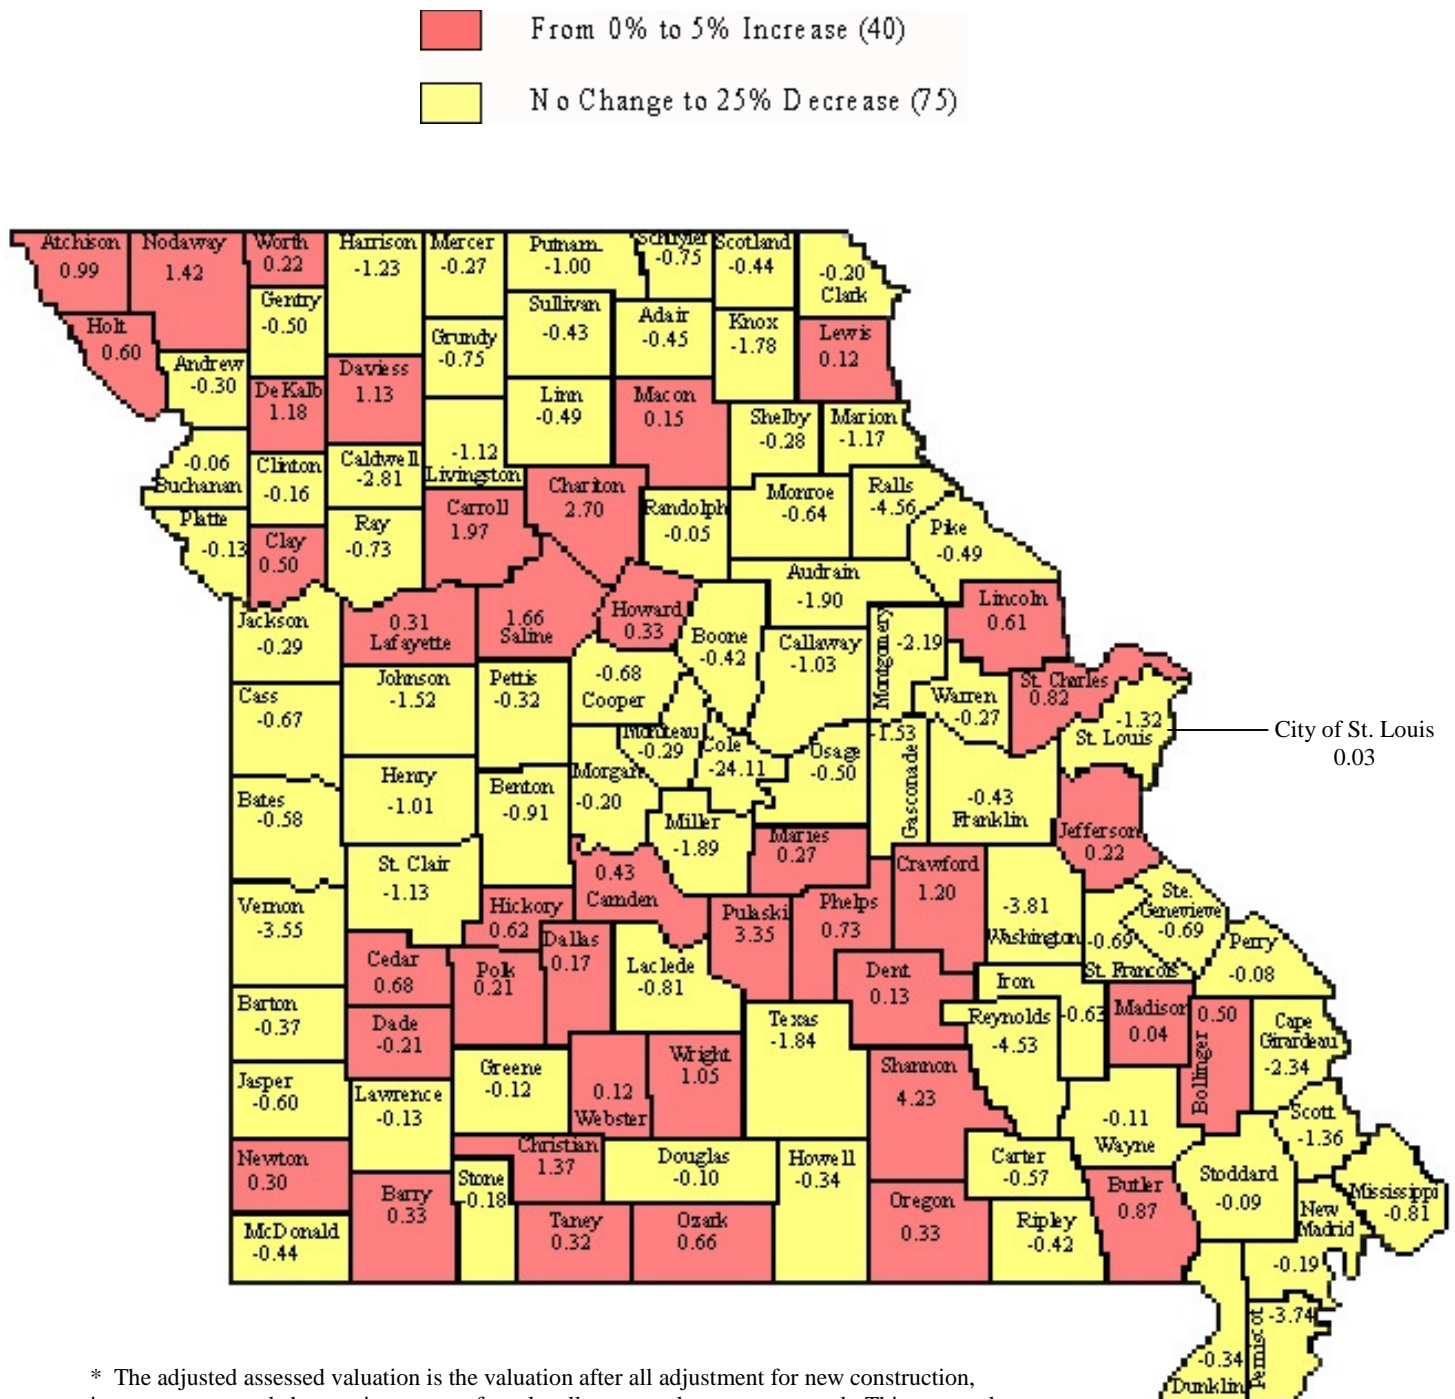 From 0% to 5% Increase (40)
No Change to 25% Decrease (75)
Atchison
0.99
Nodaway
1.42
Worth
0.22
Harrison
-1.23
Mercer
-0.27
Putnam
-1.00
Schuyler
-0.75
Scotland
-0.44
-0.20
Clark
Gentry
-0.50
Sullivan
-0.43
Adair
-0.45
Knox
-1.78
Lewis
0.12
Holt
0.60
Grundy
-0.75
Andrew
-0.30
De Kalb
1.18
Daviess
1.13
Linn
-0.49
Macon
0.15
Shelby
-0.28
Marion
-1.17
-0.06
Buchanan
Clinton
-0.16
Caldwell
-2.81
-1.12
Livingston
Chariton
2.70
Randolph
-0.05
Monroe
-0.64
Ralls
-4.56
Platte
-0.13
Clay
0.50
Ray
-0.73
Carroll
1.97
Pike
-0.49
Audrain
-1.90
Jackson
-0.29
0.31
Lafayette
1.66
Saline
Howard
0.33
Boone
-0.42
Callaway
-1.03
Montgomery
-2.19
Lincoln
0.61
Cass
-0.67
Johnson
-1.52
Pettis
-0.32
-0.68
Cooper
Warren
-0.27
St. Charles
0.82
-1.32
St. Louis
City of St. Louis
0.03
Moniteau
-0.29
Cole
-24.11
Osage
-0.50
-1.53
Gasconade
-0.43
Franklin
Bates
-0.58
Henry
-1.01
Benton
-0.91
Morgan
-0.20
Miller
-1.89
Maries
0.27
Jefferson
0.22
St. Clair
-1.13
0.43
Camden
Crawford
1.20
Vernon
-3.55
Hickory
0.62
Pulaski
3.35
Phelps
0.73
-3.81
Washington
-0.69
St. Francois
Ste.
Genevieve
-0.69
Perry
-0.08
Cedar
0.68
Polk
0.21
Dallas
0.17
Laclede
-0.81
Dent
0.13
Iron
-0.63
Barton
-0.37
Dade
-0.21
Texas
-1.84
Reynolds
-4.53
Madison
0.04
0.50
Bollinger
Cape
Girardeau
-2.34
Jasper
-0.60
Lawrence
-0.13
Greene
-0.12
0.12
Webster
Wright
1.05
Shannon
4.23
-0.11
Wayne
Scott
-1.36
Newton
0.30
Christian
1.37
Douglas
-0.10
Howell
-0.34
Carter
-0.57
Stoddard
-0.09
Mississippi
-0.81
Barry
0.33
Stone
-0.18
Taney
0.32
Ozark
0.66
Oregon
0.33
Ripley
-0.42
Butler
0.87
New
Madrid
-0.19
McDonald
-0.44
-3.74
Pemiscot
-0.34
Dunklin
* The adjusted assessed valuation is the valuation after all adjustment for new construction,